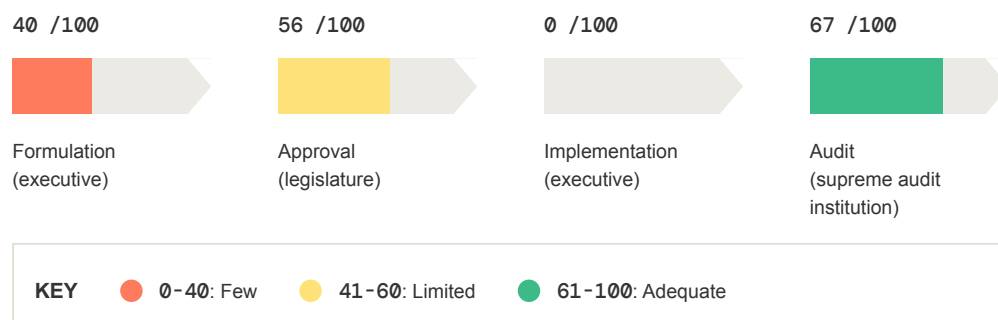 40 /100
56 /100
0 /100
67 /100
Formulation
(executive)
Approval
(legislature)
Implementation
(executive)
Audit
(supreme audit
institution)
KEY
0-40: Few
41-60: Limited
61-100: Adequate